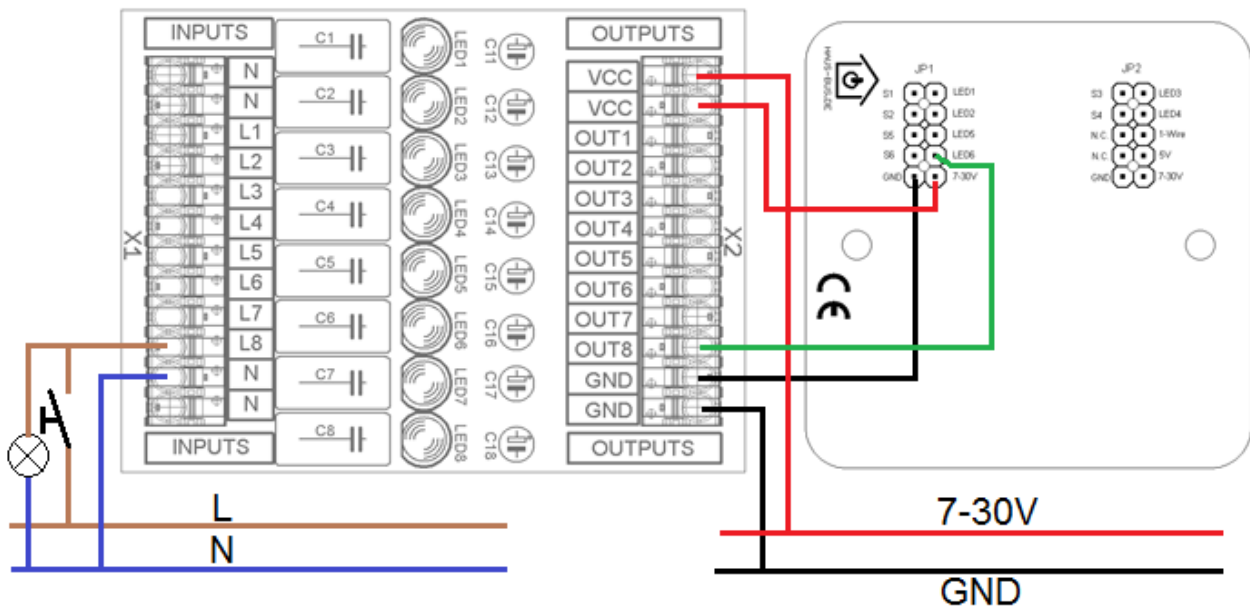 INPUTS
N
N
L1
L2
L3
L4
L5
L6
L7
L8
N
N
INPUTS
X1
C1
C2
C3
C4
C5
C6
C7
C8
LED1
LED2
LED3
LED4
LED5
LED6
LED7
LED8
C11
C12
C13
C14
C15
C16
C17
C18
OUTPUTS
VCC
VCC
OUT1
OUT2
OUT3
OUT4
OUT5
OUT6
OUT7
OUT8
GND
GND
OUTPUTS
X2
HAUS-BUS.DE
JP1
S1 LED1
S2 LED2
S5 LED5
S6 LED6
GND 7-30V
JP2
S3 LED3
S4 LED4
N.C. 1-Wire
N.C. 5V
GND 7-30V
CE
L
N
7-30V
GND